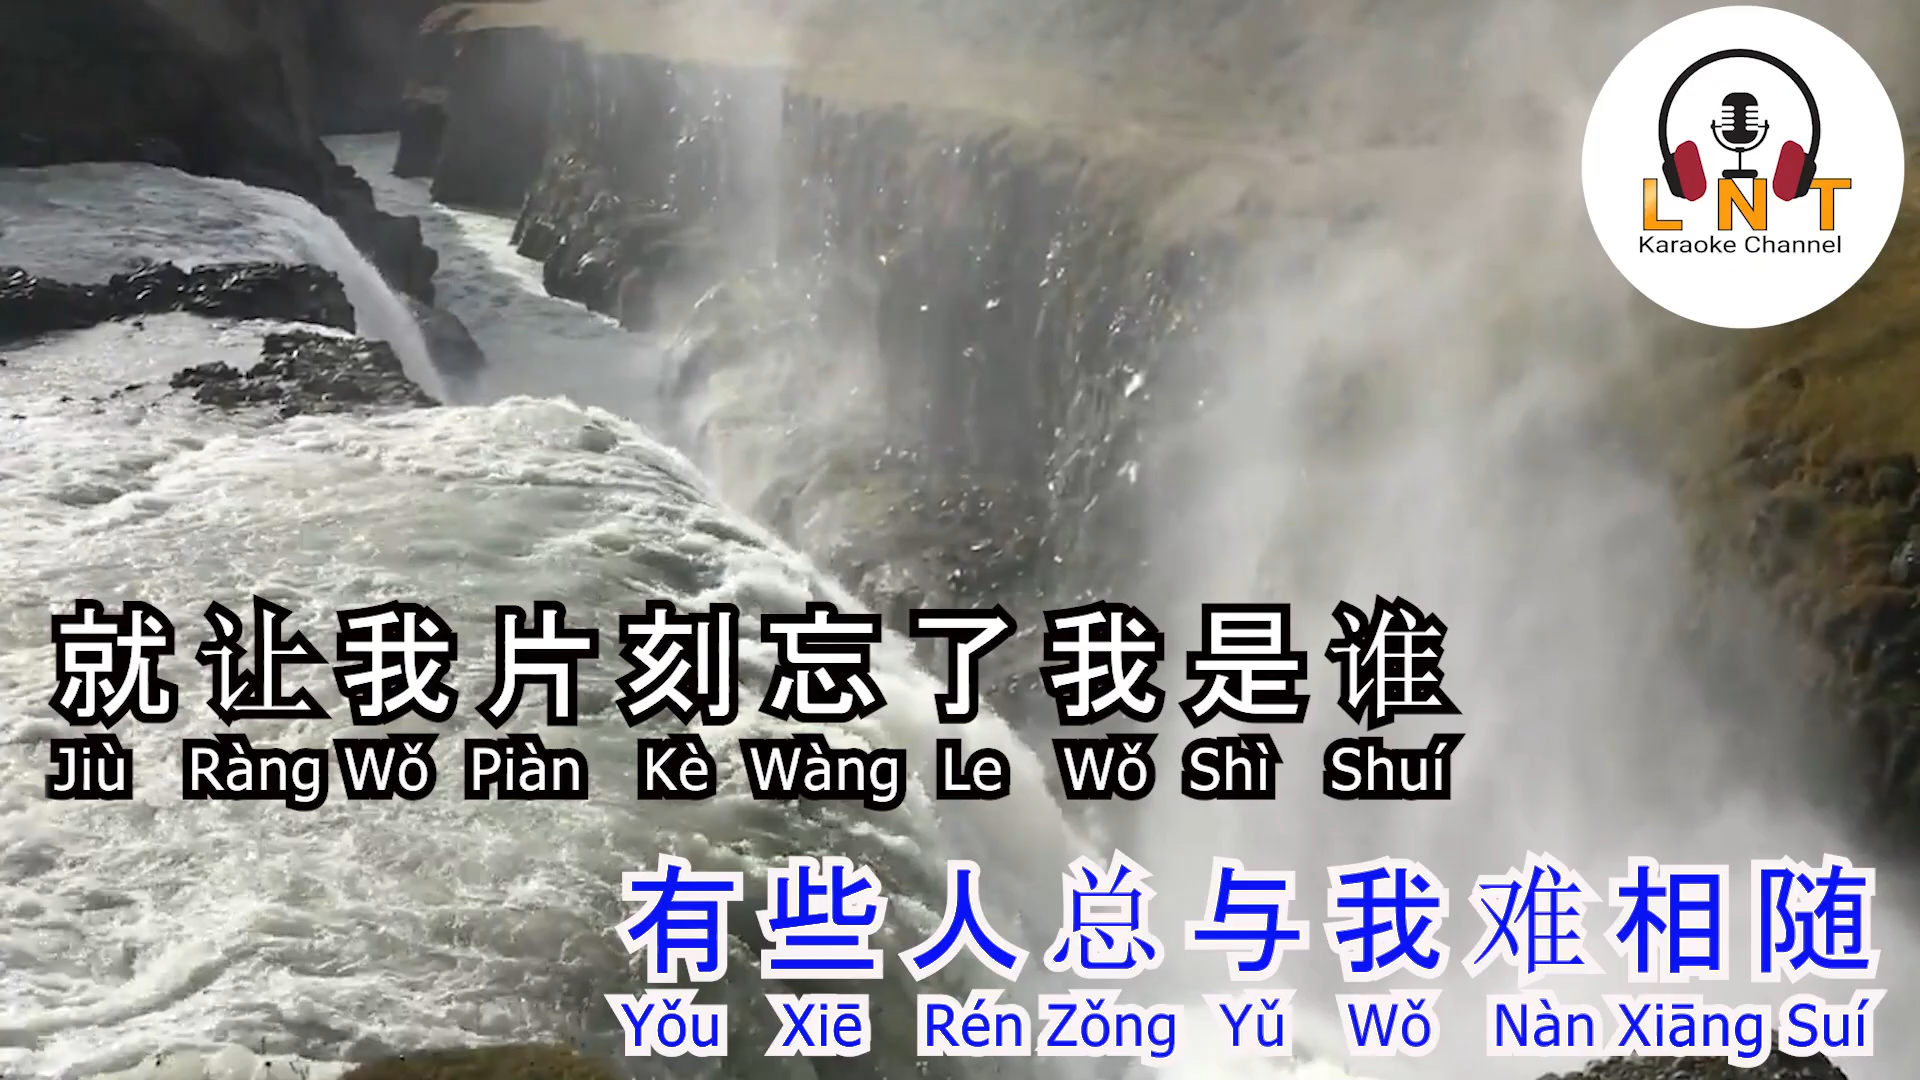 L N T
Karaoke Channel
就让我片刻忘了我是谁
Jiù Ràng Wǒ Piàn Kè Wàng Le Wǒ Shì Shuí
有些人总与我难相随
Yǒu Xiē Rén Zǒng Yǔ Wǒ Nàn Xiāng Suí